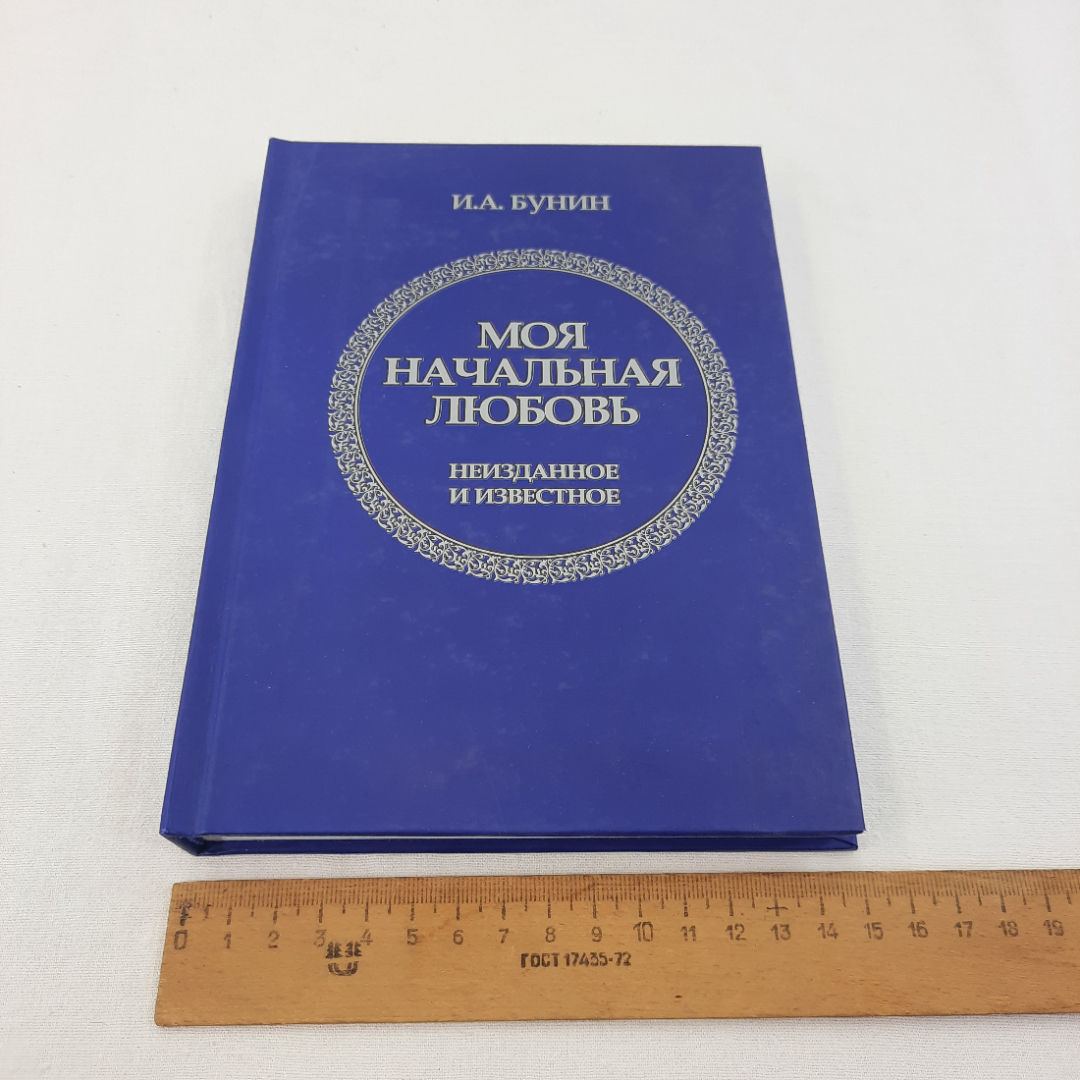 И.А. БУНИН
МОЯ
НАЧАЛЬНАЯ
ЛЮБОВЬ
НЕИЗДАННОЕ
И ИЗВЕСТНОЕ
0 1 2 3 4 5 6 7 8 9 10 11 12 13 14 15 16 17 18 19
ГОСТ 17435-72